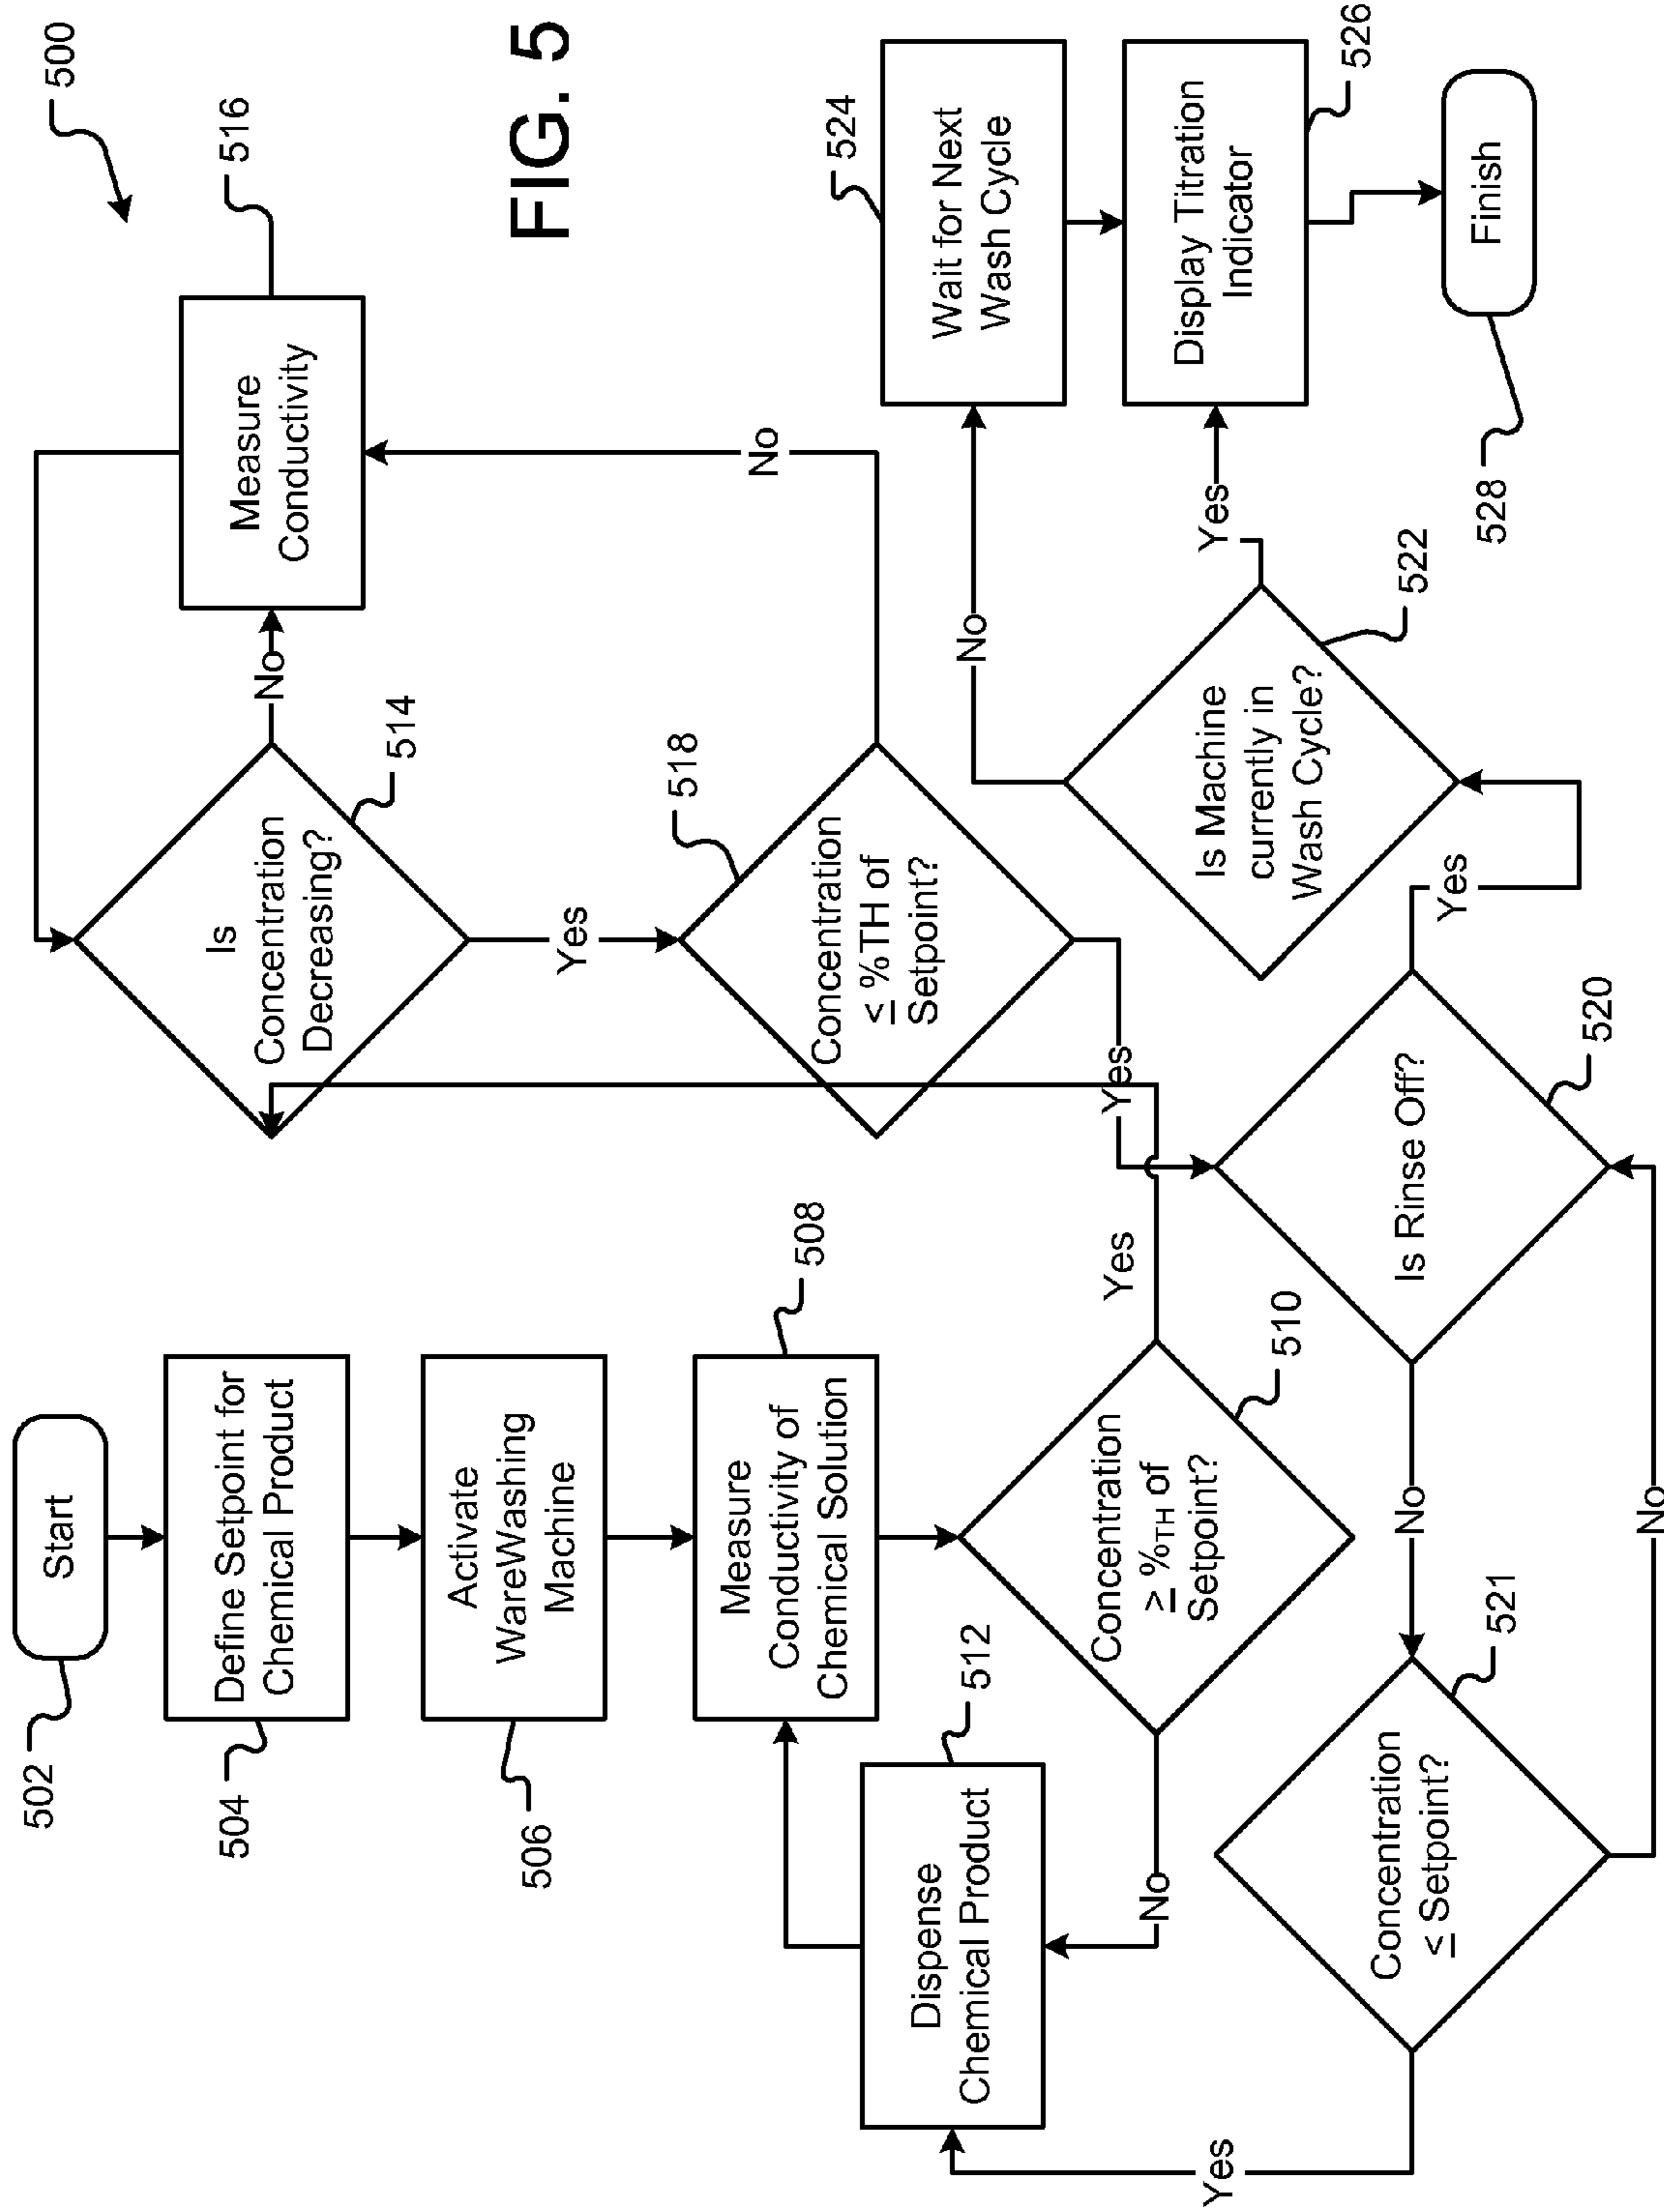 500
FIG. 5
Start
502
Define Setpoint for
Chemical Product
504
Activate
WareWashing
Machine
506
Measure
Conductivity of
Chemical Solution
508
Concentration
≥ %TH of
Setpoint?
510
Yes
No
Dispense
Chemical Product
512
Is
Concentration
Decreasing?
514
No
Yes
Measure
Conductivity
516
Concentration
≤ %TH of
Setpoint?
518
No
Yes
Is Rinse Off?
520
Yes
No
Concentration
≤ Setpoint?
521
Yes
No
Is Machine
currently in
Wash Cycle?
522
No
Yes
Wait for Next
Wash Cycle
524
Display Titration
Indicator
526
Finish
528